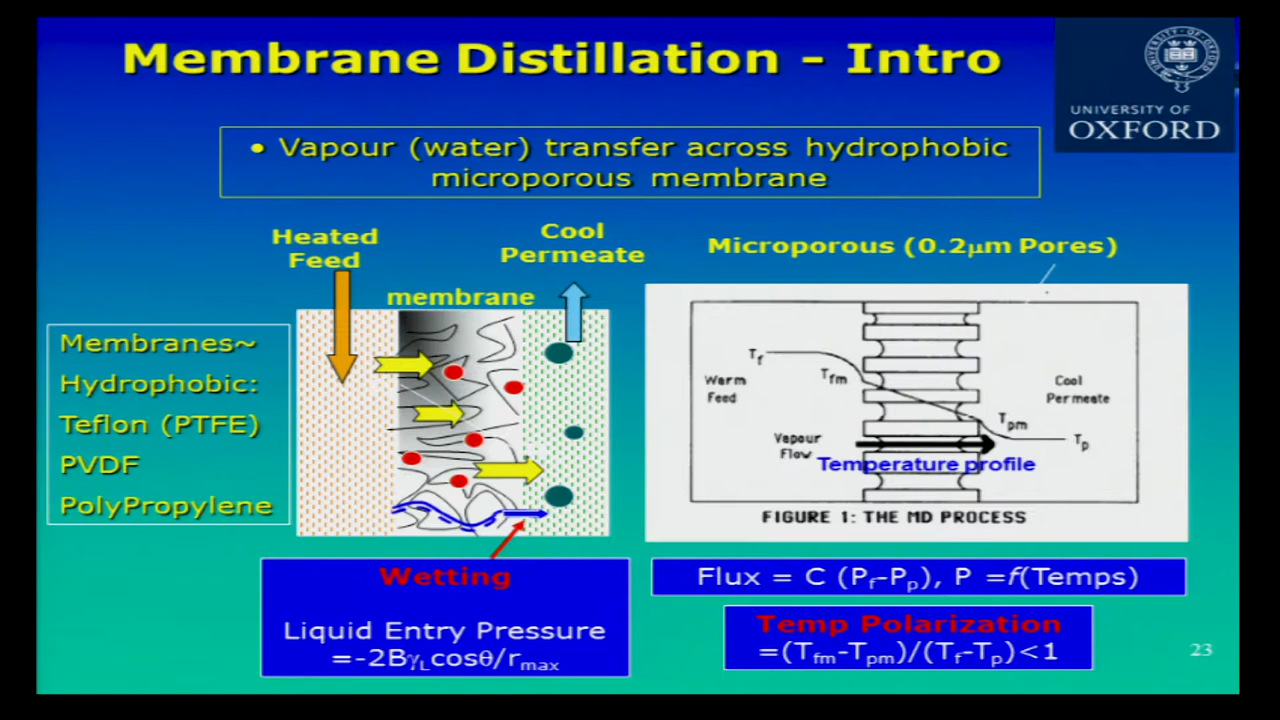 Membrane Distillation - Intro
UNIVERSITY OF
OXFORD
• Vapour (water) transfer across hydrophobic
microporous membrane
Heated
Feed
Cool
Permeate
membrane
Microporous (0.2μm Pores)
Membranes~
Hydrophobic:
Teflon (PTFE)
PVDF
PolyPropylene
Tf
Tfm
Warm
Feed
Cool
Permeate
Tpm
Tp
Vapour
Flow
Temperature profile
FIGURE 1: THE MD PROCESS
Wetting
Liquid Entry Pressure
=-2BγLcosθ/rmax
Flux = C (Pf-Pp), P =f(Temps)
Temp Polarization
=(Tfm-Tpm)/(Tf-Tp)<1
23